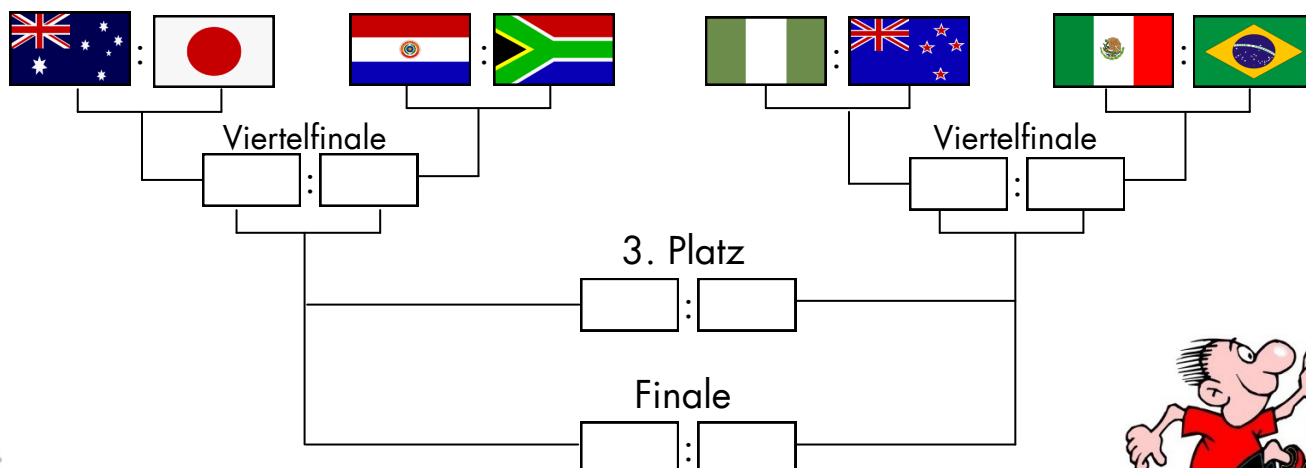 : : : :
Viertelfinale Viertelfinale
: :
3. Platz
:
Finale
: